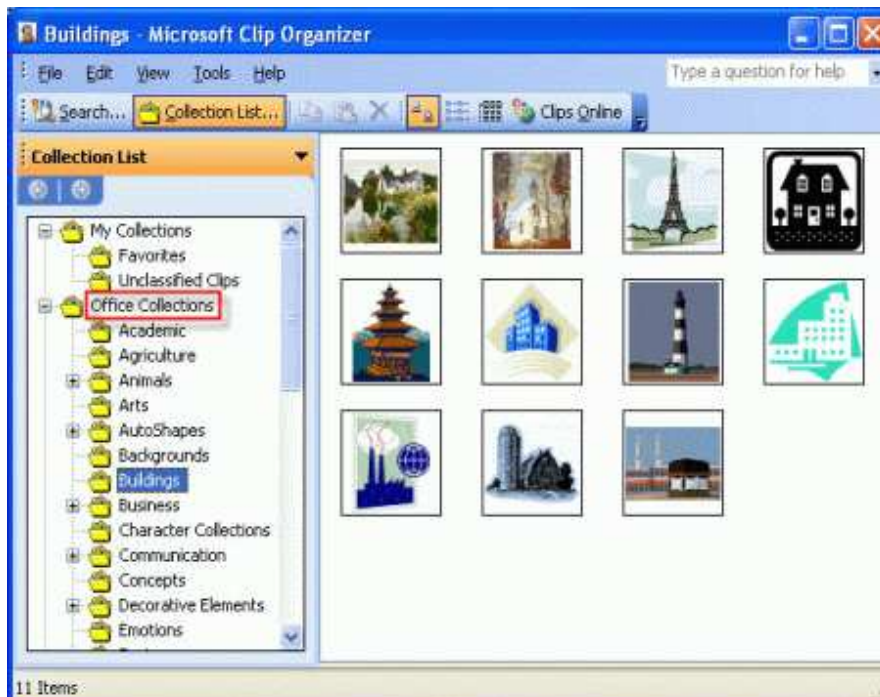 Buildings - Microsoft Clip Organizer
File Edit View Tools Help
Type a question for help
Search... Collection List... Clips Online
Collection List
My Collections
Favorites
Unclassified Clips
Office Collections
Academic
Agriculture
Animals
Arts
AutoShapes
Backgrounds
Buildings
Business
Character Collections
Communication
Concepts
Decorative Elements
Emotions
11 Items